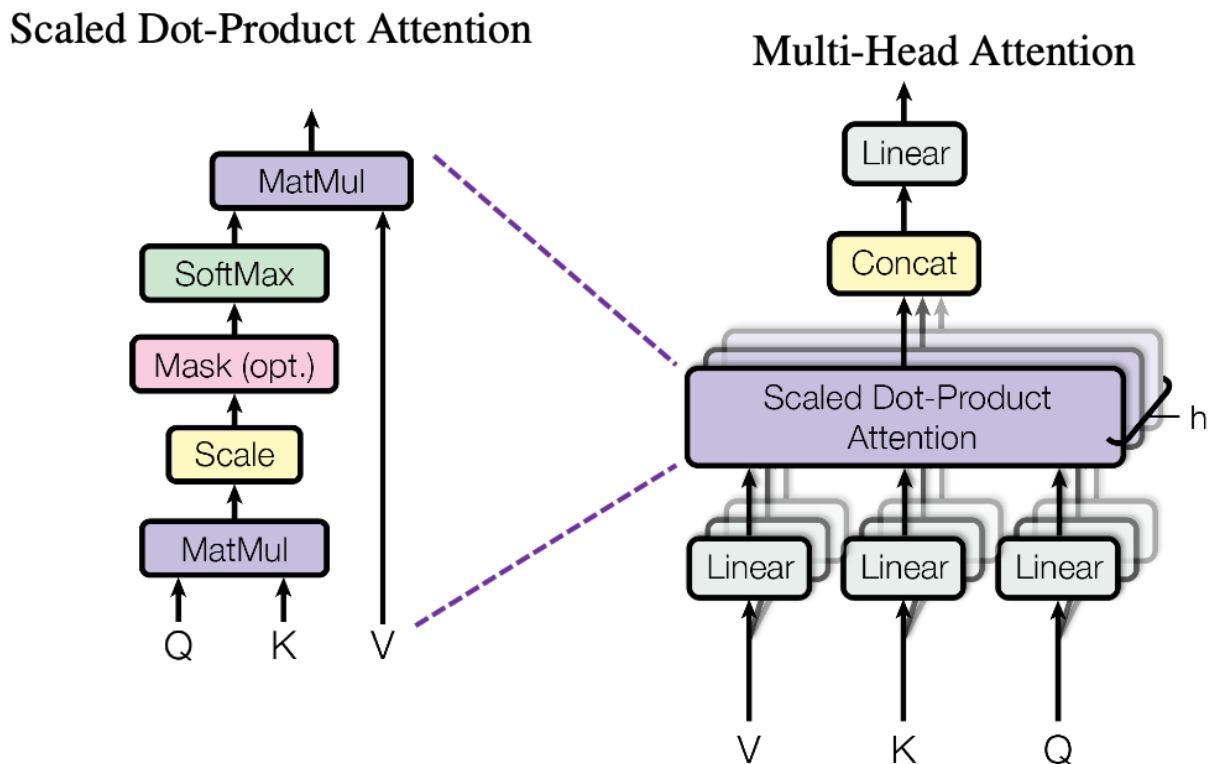 Scaled Dot-Product Attention
MatMul
SoftMax
Mask (opt.)
Scale
MatMul
Q K V
Multi-Head Attention
Linear
Concat
Scaled Dot-Product
Attention
h
Linear Linear Linear
V K Q